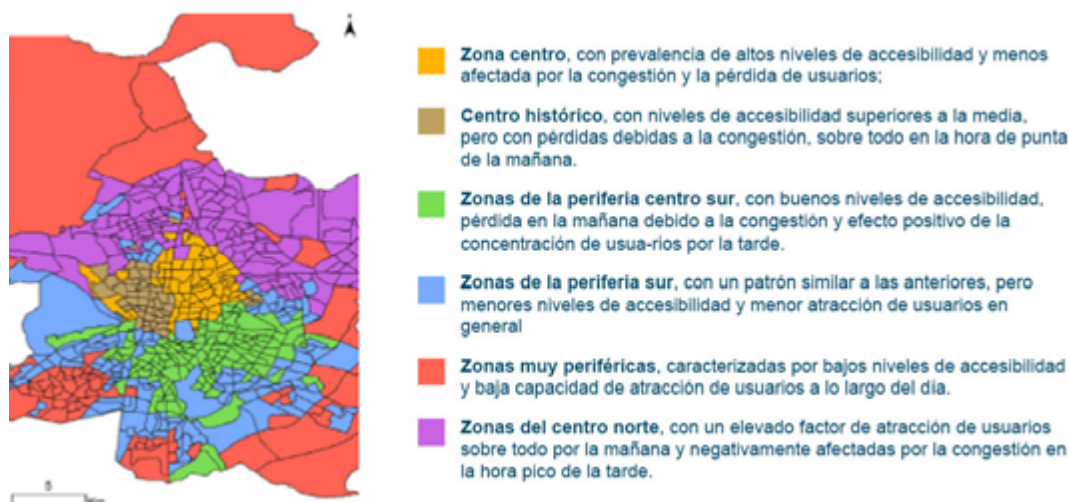 Zona centro, con prevalencia de altos niveles de accesibilidad y menos
afectada por la congestión y la pérdida de usuarios;
Centro histórico, con niveles de accesibilidad superiores a la media,
pero con pérdidas debidas a la congestión, sobre todo en la hora de punta
de la mañana.
Zonas de la periferia centro sur, con buenos niveles de accesibilidad,
pérdida en la mañana debido a la congestión y efecto positivo de la
concentración de usua-rios por la tarde.
Zonas de la periferia sur, con un patrón similar a las anteriores, pero
menores niveles de accesibilidad y menor atracción de usuarios en
general
Zonas muy periféricas, caracterizadas por bajos niveles de accesibilidad
y baja capacidad de atracción de usuarios a lo largo del día.
Zonas del centro norte, con un elevado factor de atracción de usuarios
sobre todo por la mañana y negativamente afectadas por la congestión en
la hora pico de la tarde.
5